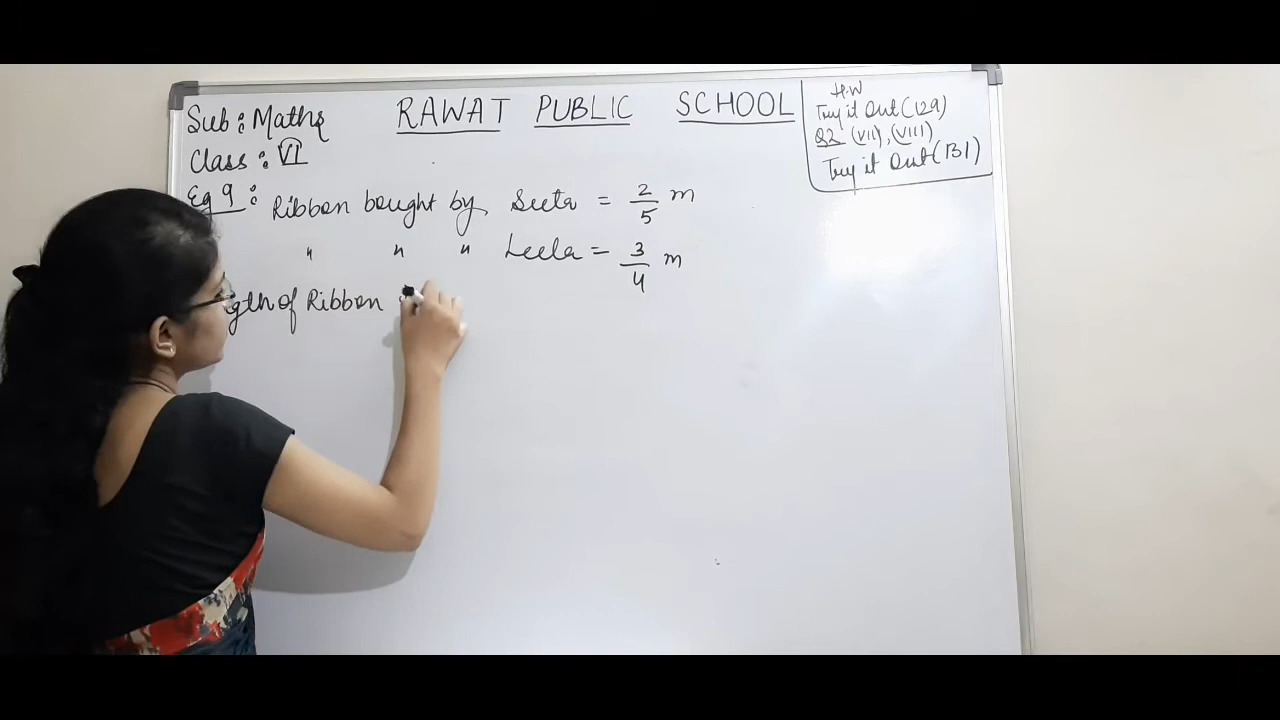 Sub : Maths
RAWAT PUBLIC SCHOOL
Class : VI
H.W
Try it Out (129)
Q2 (VII), (VIII)
Try it Out (131)
Eg 9 : Ribbon bought by Seeta = 2/5 m
" " " Leela = 3/4 m
gth of Ribbon